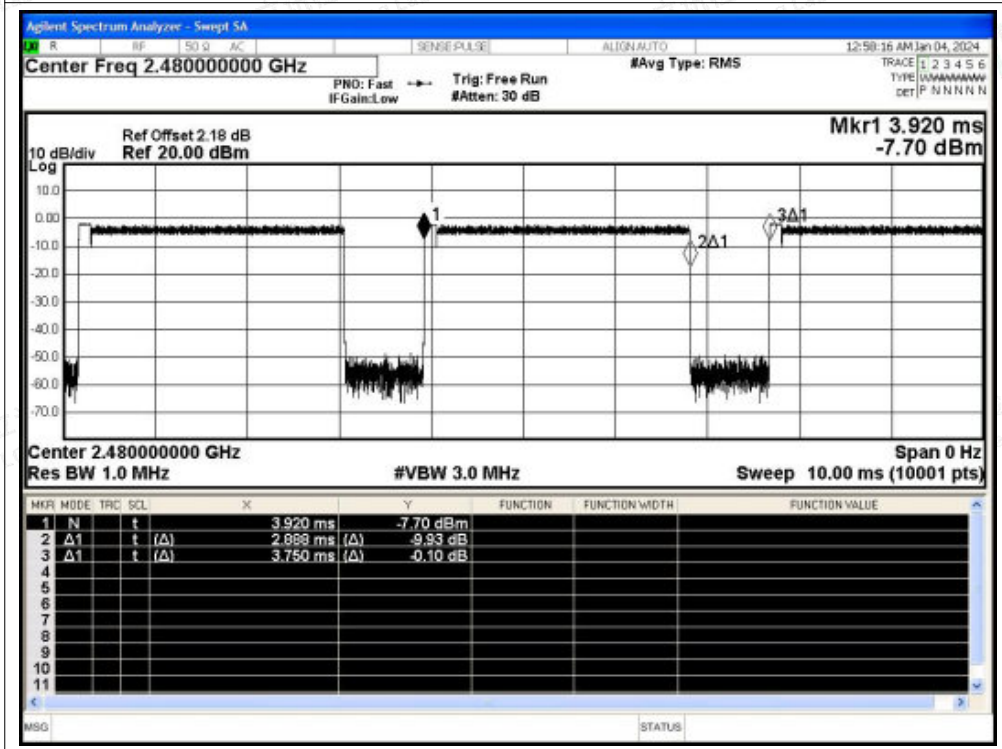 Agilent Spectrum Analyzer - Swept SA
LXI R RF 50 Ω AC SENSE:PULSE ALIGN AUTO 12:58:16 AM Jan 04, 2024
Center Freq 2.480000000 GHz #Avg Type: RMS TRACE 1 2 3 4 5 6
PNO: Fast Trig: Free Run TYPE WWWWWW
IFGain:Low #Atten: 30 dB DET P N N N N N
Mkr1 3.920 ms
Ref Offset 2.18 dB
10 dB/div Ref 20.00 dBm -7.70 dBm
Log
10.0
0.00
1
3Δ1
-10.0
2Δ1
-20.0
-30.0
-40.0
-50.0
-60.0
-70.0
Center 2.480000000 GHz Span 0 Hz
Res BW 1.0 MHz #VBW 3.0 MHz Sweep 10.00 ms (10001 pts)
MKR MODE TRC SCL X Y FUNCTION FUNCTION WIDTH FUNCTION VALUE
1 N t 3.920 ms -7.70 dBm
2 Δ1 t (Δ) 2.888 ms (Δ) -9.93 dB
3 Δ1 t (Δ) 3.750 ms (Δ) -0.10 dB
4
5
6
7
8
9
10
11
MSG STATUS